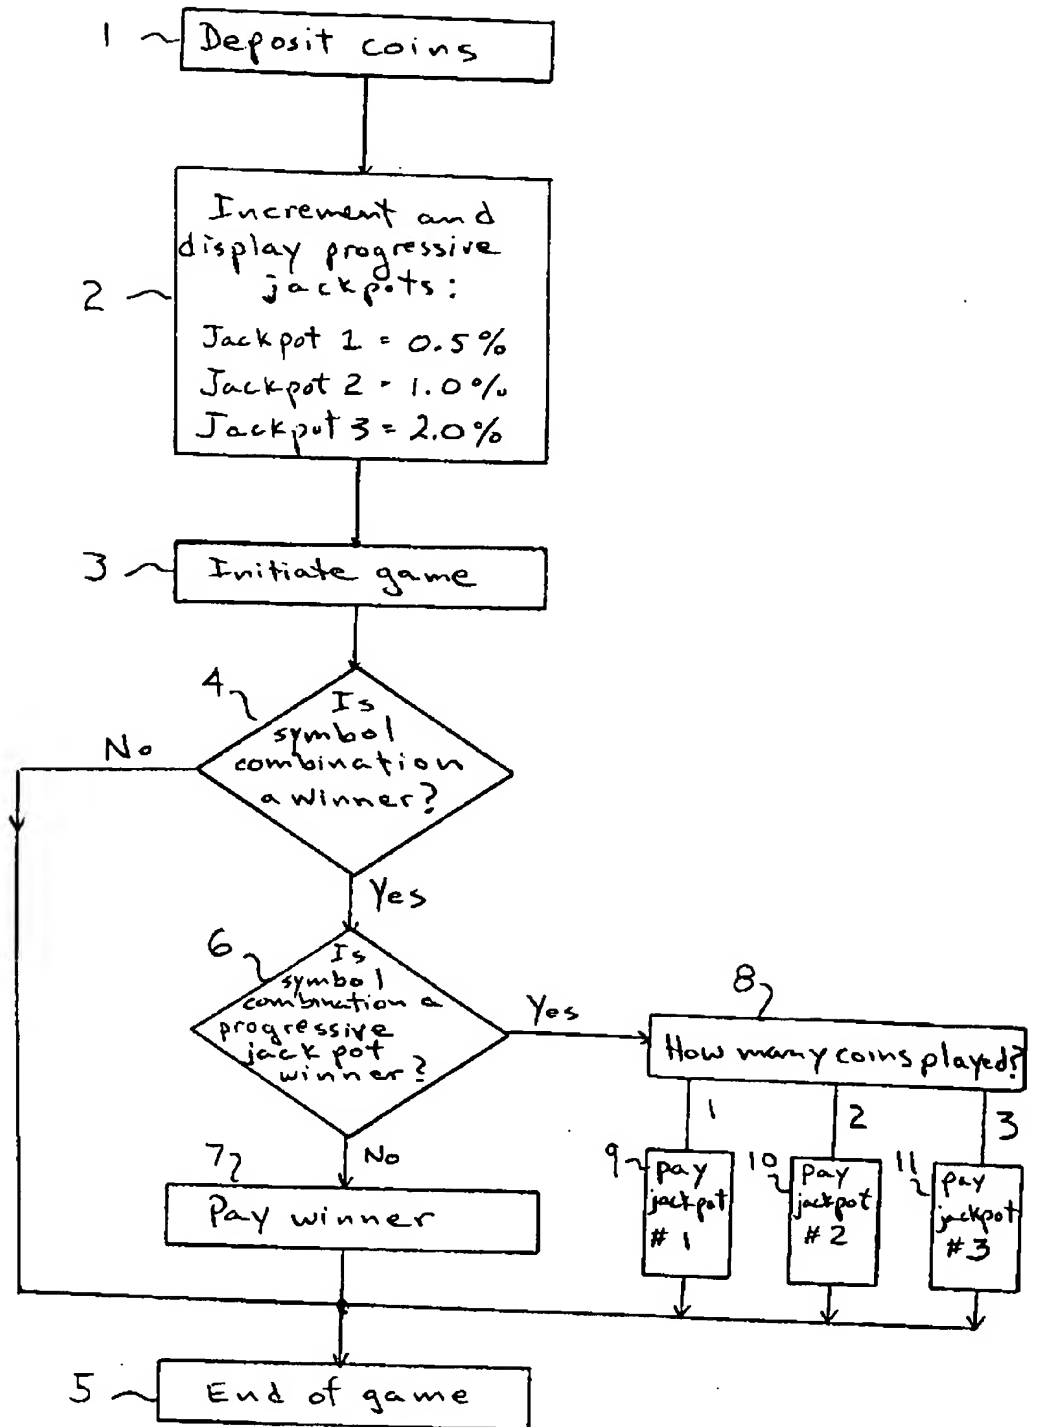 1 Deposit coins
2
Increment and
display progressive
jackpots:
Jackpot 1 = 0.5%
Jackpot 2 = 1.0%
Jackpot 3 = 2.0%
3 Initiate game
4
Is
symbol
combination
a winner?
No
Yes
6
Is
symbol
combination a
progressive
jackpot
winner?
Yes
8
How many coins played?
1 2 3
No
7
Pay winner
9 pay
jackpot
# 1
10 pay
jackpot
# 2
11 pay
jackpot
# 3
5 End of game